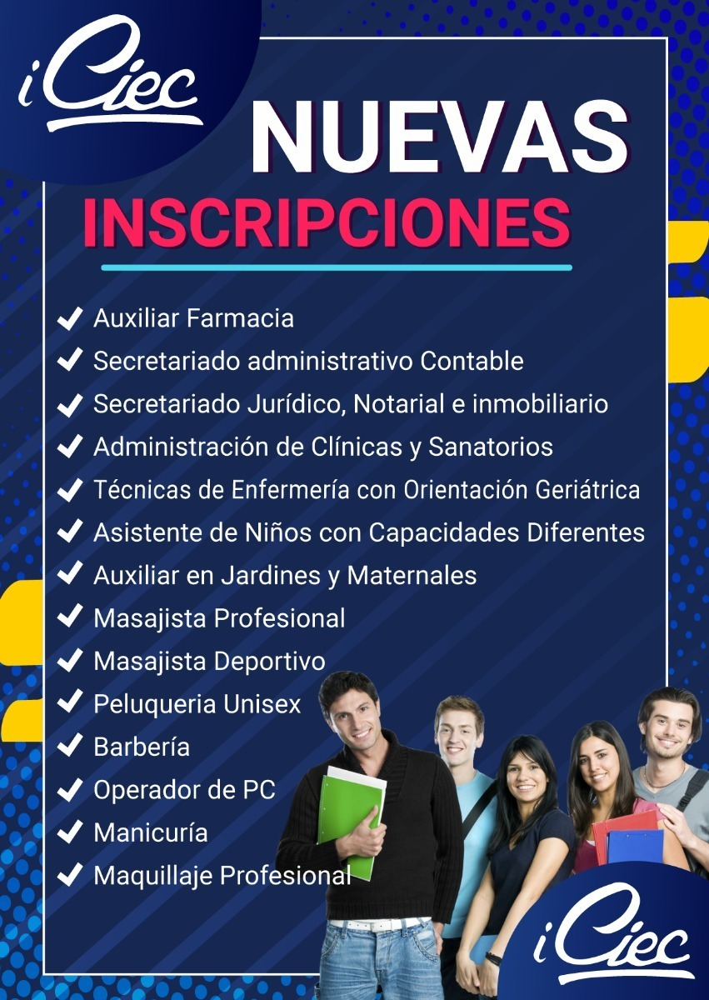 iCiec
NUEVAS
INSCRIPCIONES
Auxiliar Farmacia
Secretariado administrativo Contable
Secretariado Jurídico, Notarial e inmobiliario
Administración de Clínicas y Sanatorios
Técnicas de Enfermería con Orientación Geriátrica
Asistente de Niños con Capacidades Diferentes
Auxiliar en Jardines y Maternales
Masajista Profesional
Masajista Deportivo
Peluqueria Unisex
Barbería
Operador de PC
Manicuría
Maquillaje Profesional
iCiec